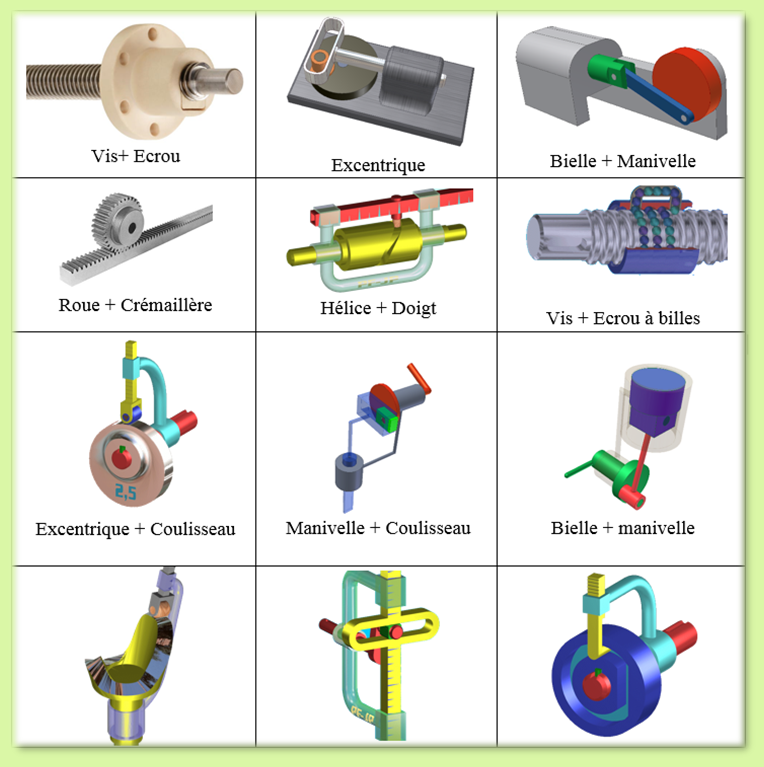 Vis+ Ecrou
Excentrique
Bielle + Manivelle
Roue + Crémaillère
Hélice + Doigt
Vis + Ecrou à billes
2,5
Excentrique + Coulisseau
Manivelle + Coulisseau
Bielle + manivelle